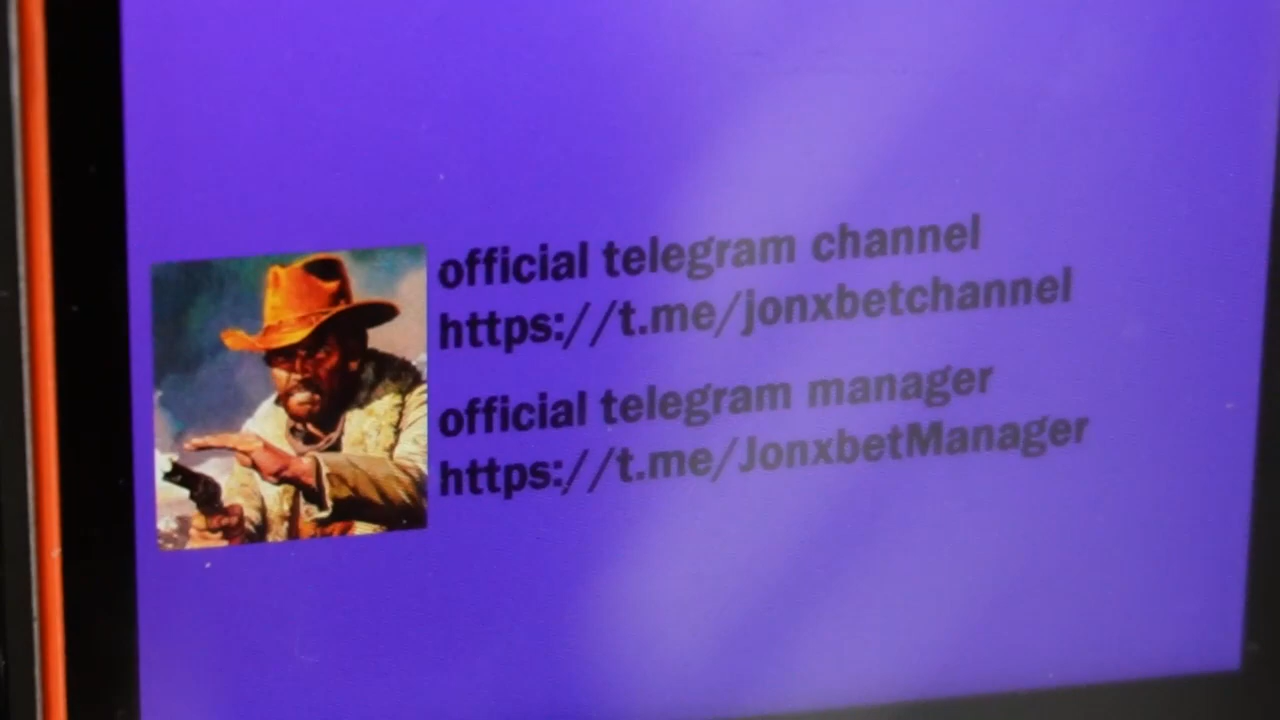 official telegram channel
https://t.me/jonxbetchannel
official telegram manager
https://t.me/JonxbetManager